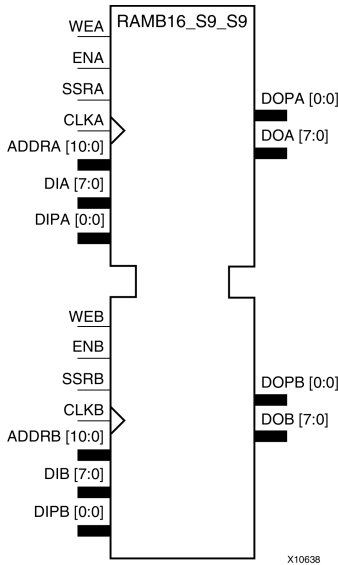 RAMB16_S9_S9
WEA
ENA
SSRA
CLKA
ADDRA [10:0]
DIA [7:0]
DIPA [0:0]
DOPA [0:0]
DOA [7:0]
WEB
ENB
SSRB
CLKB
ADDRB [10:0]
DIB [7:0]
DIPB [0:0]
DOPB [0:0]
DOB [7:0]
X10638